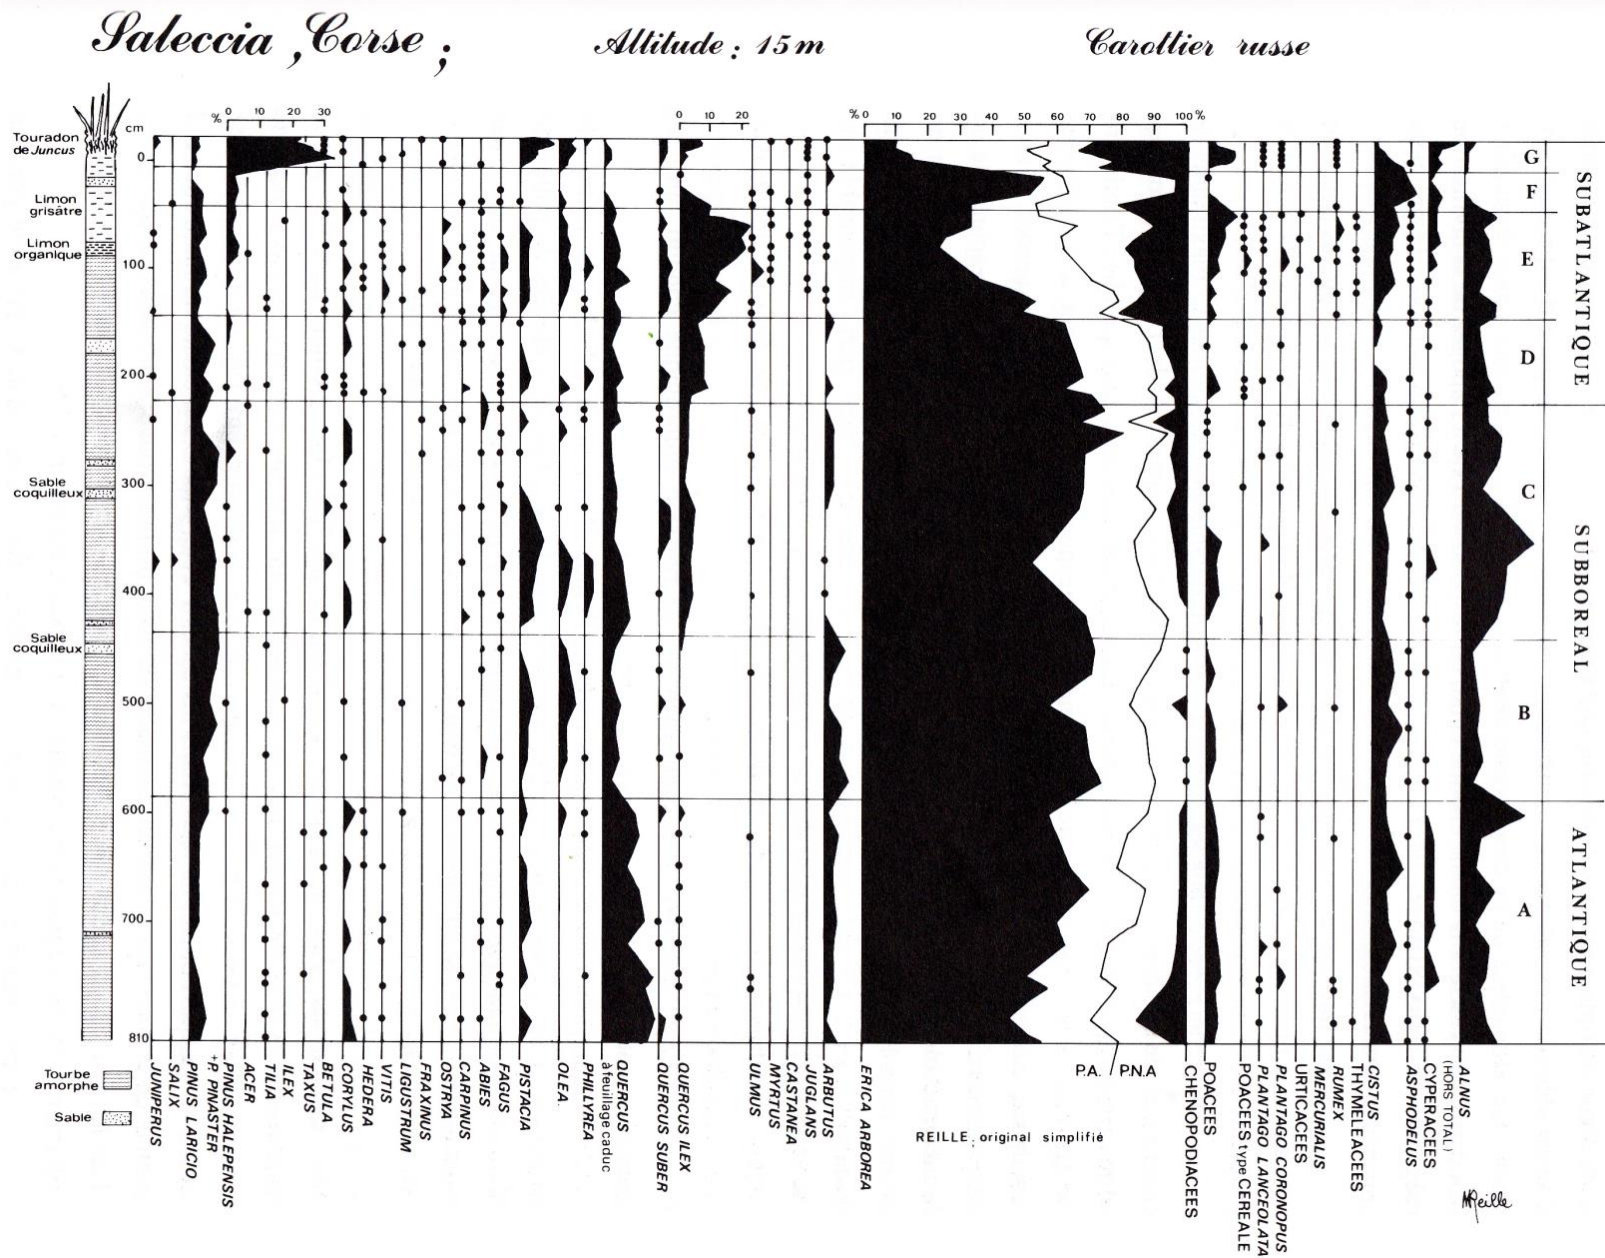 Saleccia, Corse ; Altitude : 15 m Carottier russe
% 0 10 20 30
0 10 20
% 0 10 20 30 40 50 60 70 80 90 100 %
cm
Touradon
de Juncus
0
Limon
grisâtre
Limon
organique
100
200
300
Sable
coquilleux
400
Sable
coquilleux
500
600
700
810
Tourbe
amorphe
Sable
G
F
E
D
C
B
A
SUBATLANTIQUE
SUBBOREAL
ATLANTIQUE
JUNIPERUS
SALIX
PINUS LARICIO
+P. PINASTER
PINUS HALEPENSIS
ACER
TILIA
ILEX
TAXUS
BETULA
CORYLUS
HEDERA
VITIS
LIGUSTRUM
FRAXINUS
OSTRYA
CARPINUS
ABIES
FAGUS
PISTACIA
OLEA
PHILLYREA
QUERCUS
à feuillage caduc
QUERCUS SUBER
QUERCUS ILEX
ULMUS
MYRTUS
CASTANEA
JUGLANS
ARBUTUS
ERICA ARBOREA
P.A. / P.N.A
CHENOPODIACEES
POACEES
POACEES type CEREALE
PLANTAGO LANCEOLATA
PLANTAGO CORONOPUS
URTICACEES
MERCURIALIS
RUMEX
THYMELEACEES
CISTUS
ASPHODELUS
CYPERACEES
(HORS TOTAL)
ALNUS
REILLE, original simplifié
MReille